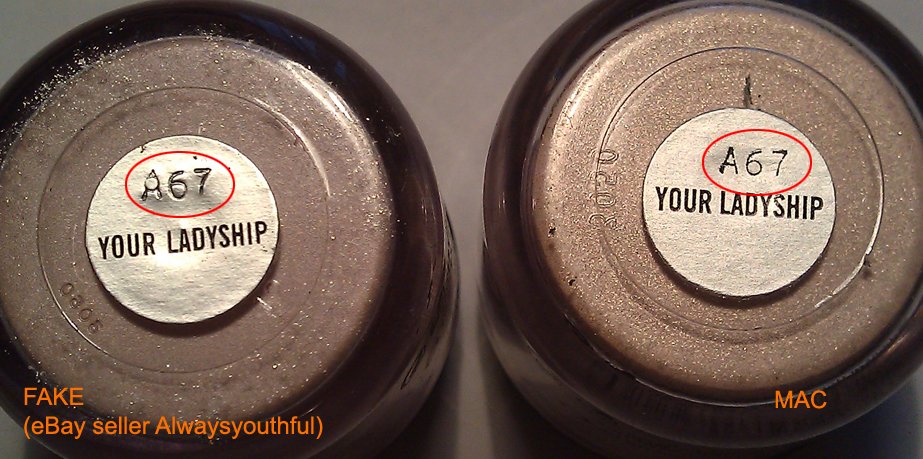 A67
YOUR LADYSHIP
A67
YOUR LADYSHIP
FAKE
(eBay seller Alwaysyouthful)
MAC